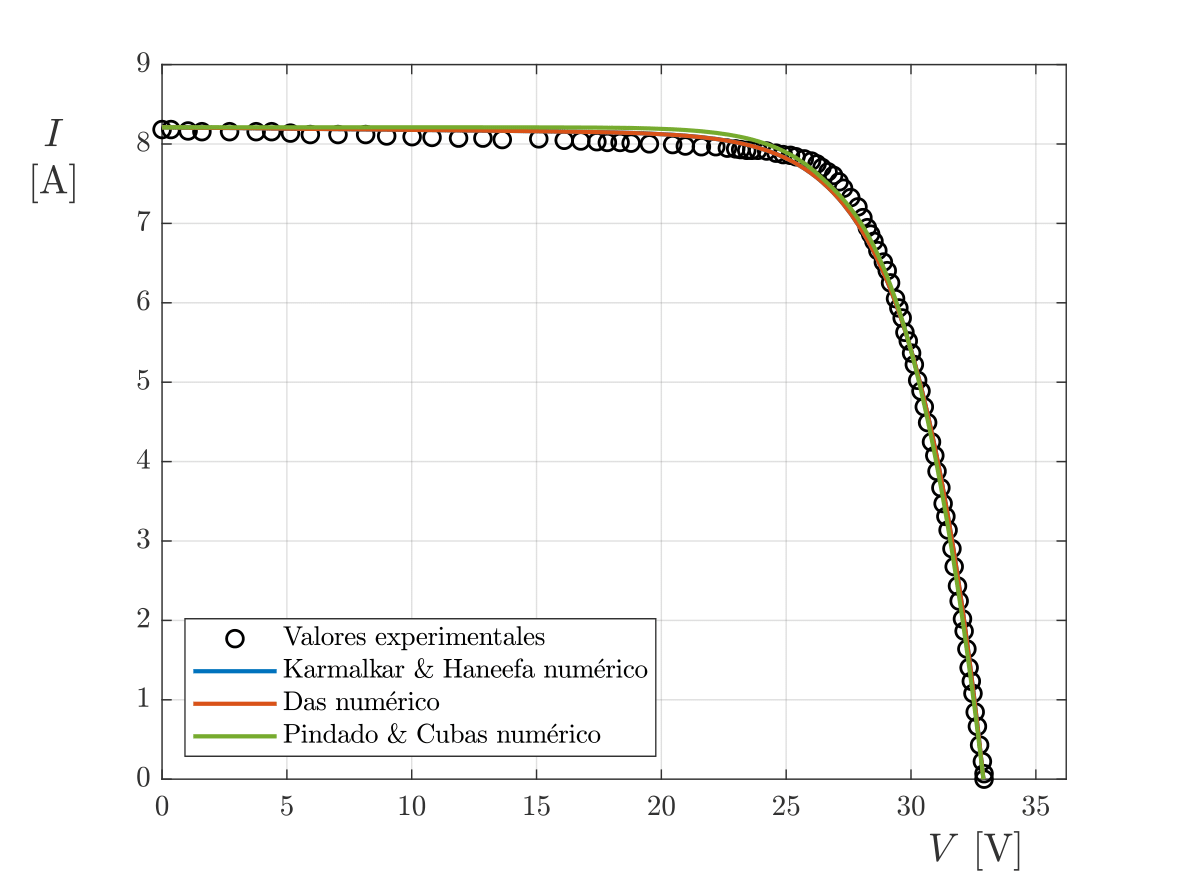 9
I
[A]
8
7
6
5
4
3
2
1
0
Valores experimentales
Karmalkar & Haneefa numérico
Das numérico
Pindado & Cubas numérico
0 5 10 15 20 25 30 35
V [V]